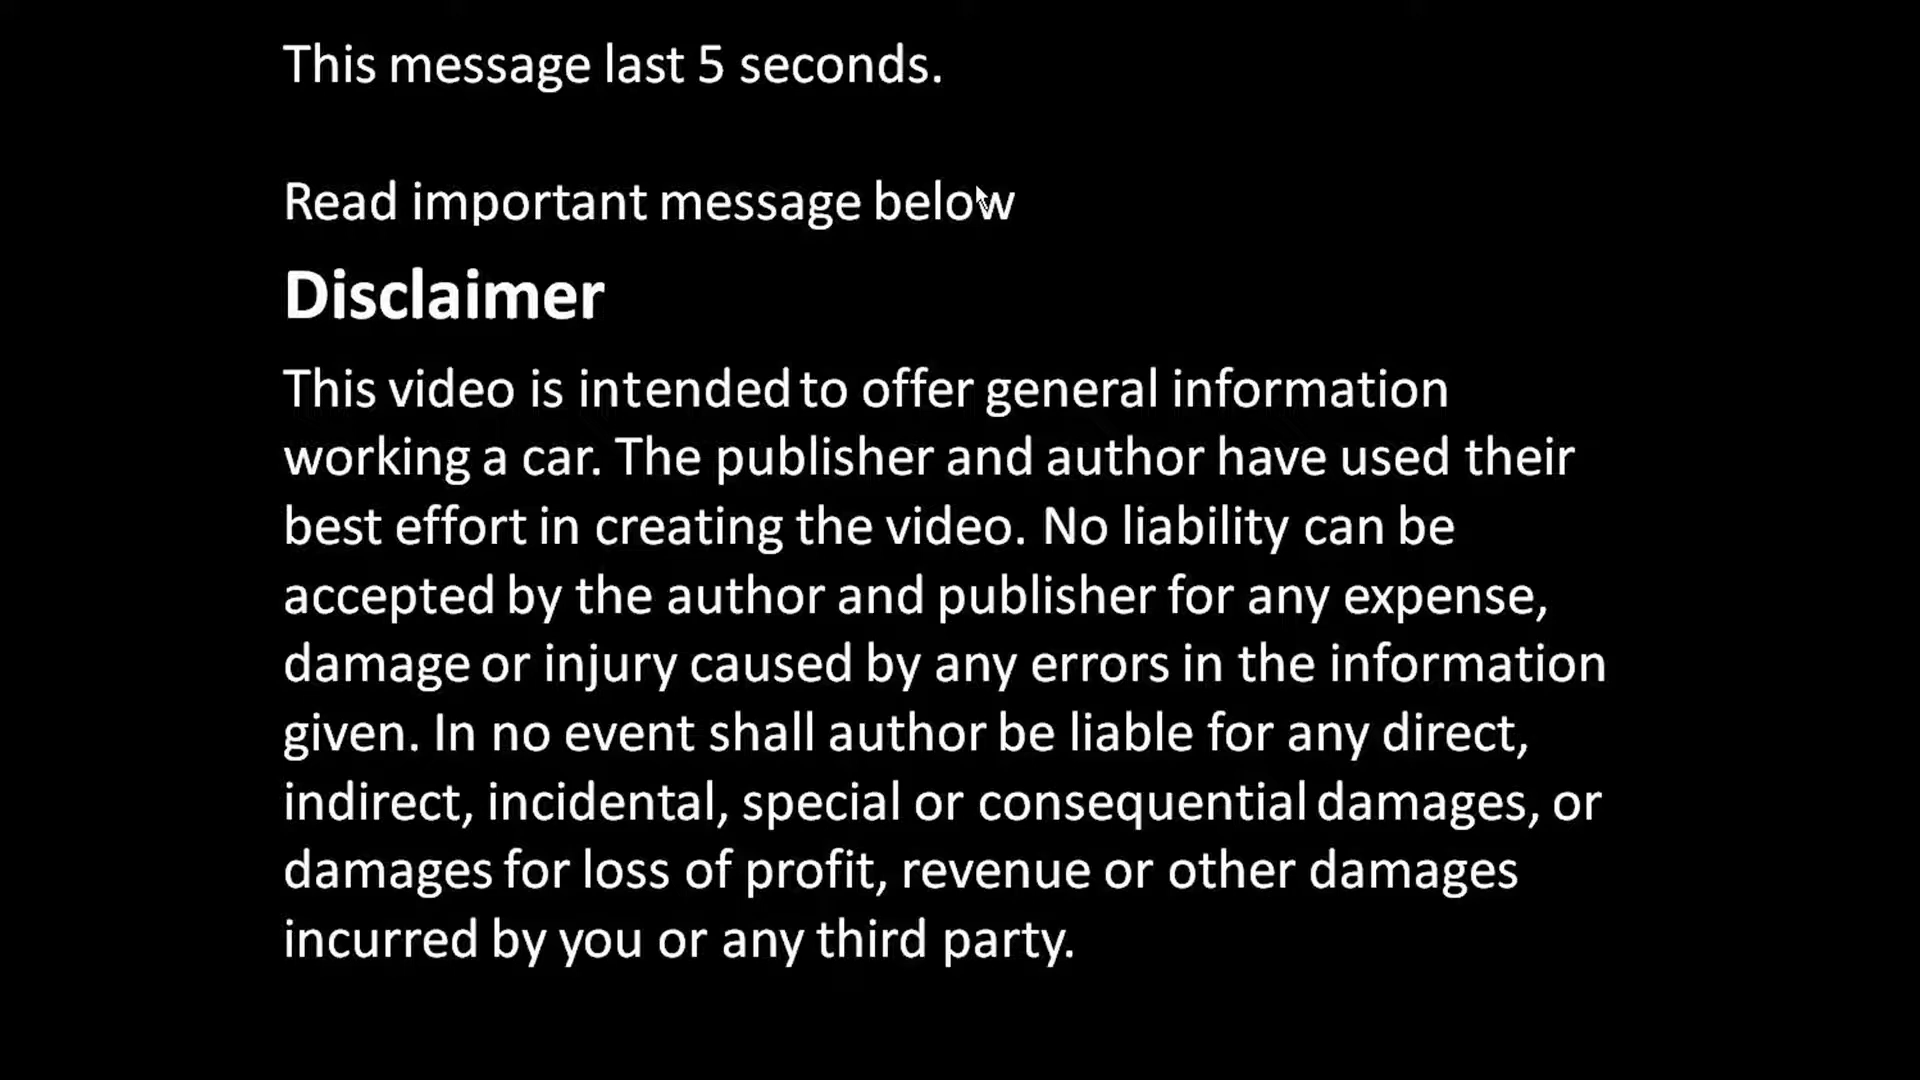 This message last 5 seconds.
Read important message below
Disclaimer
This video is intended to offer general information
working a car. The publisher and author have used their
best effort in creating the video. No liability can be
accepted by the author and publisher for any expense,
damage or injury caused by any errors in the information
given. In no event shall author be liable for any direct,
indirect, incidental, special or consequential damages, or
damages for loss of profit, revenue or other damages
incurred by you or any third party.